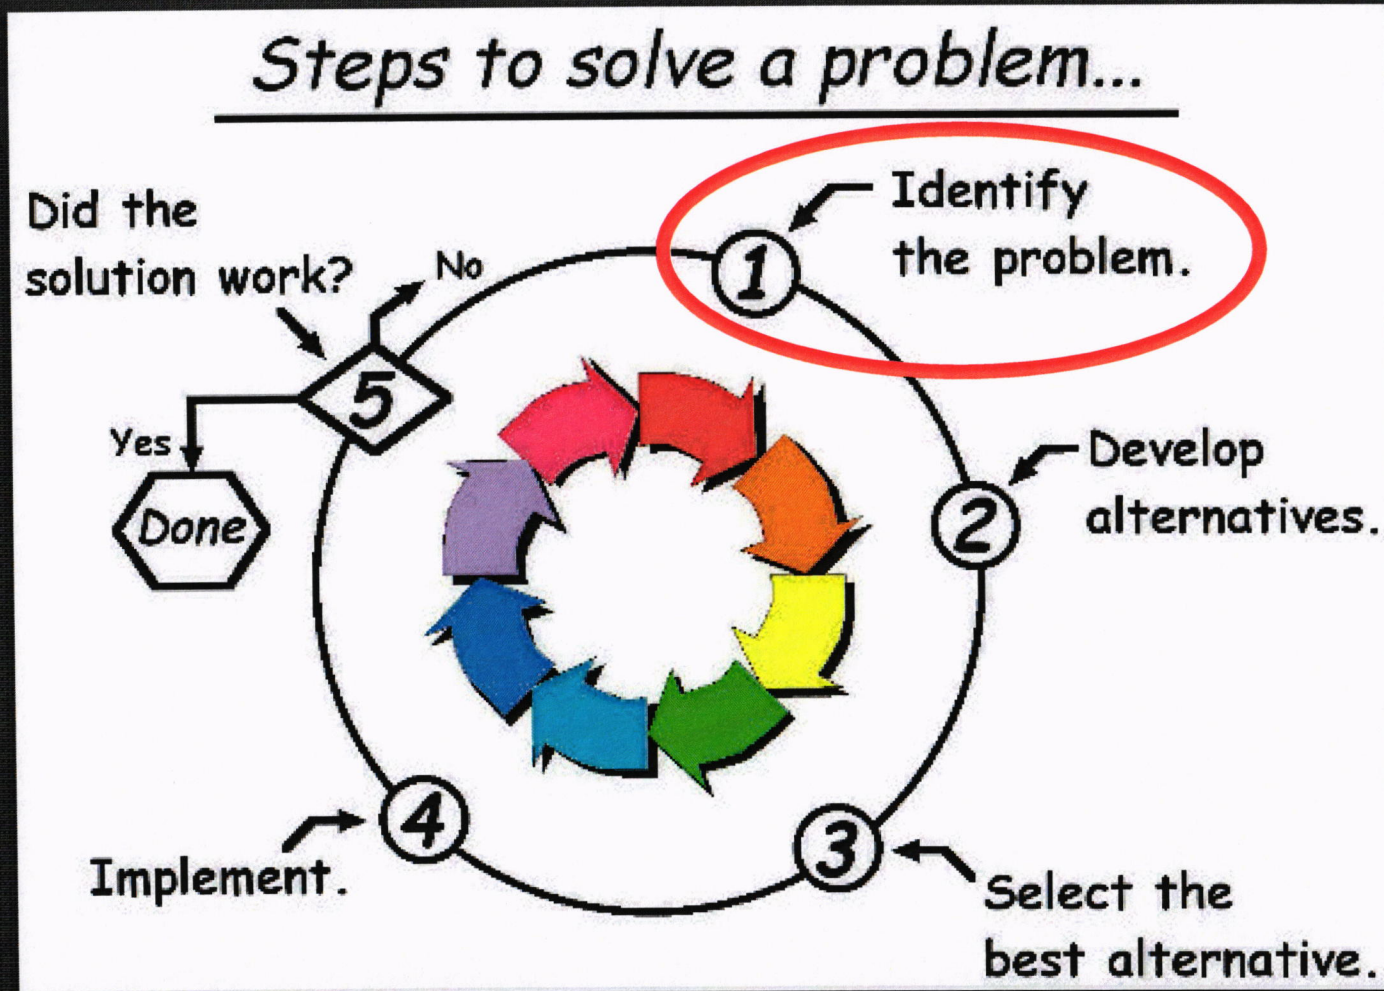 Steps to solve a problem...
1
Identify
the problem.
2
Develop
alternatives.
3
Select the
best alternative.
4
Implement.
5
Did the
solution work?
No
Yes
Done